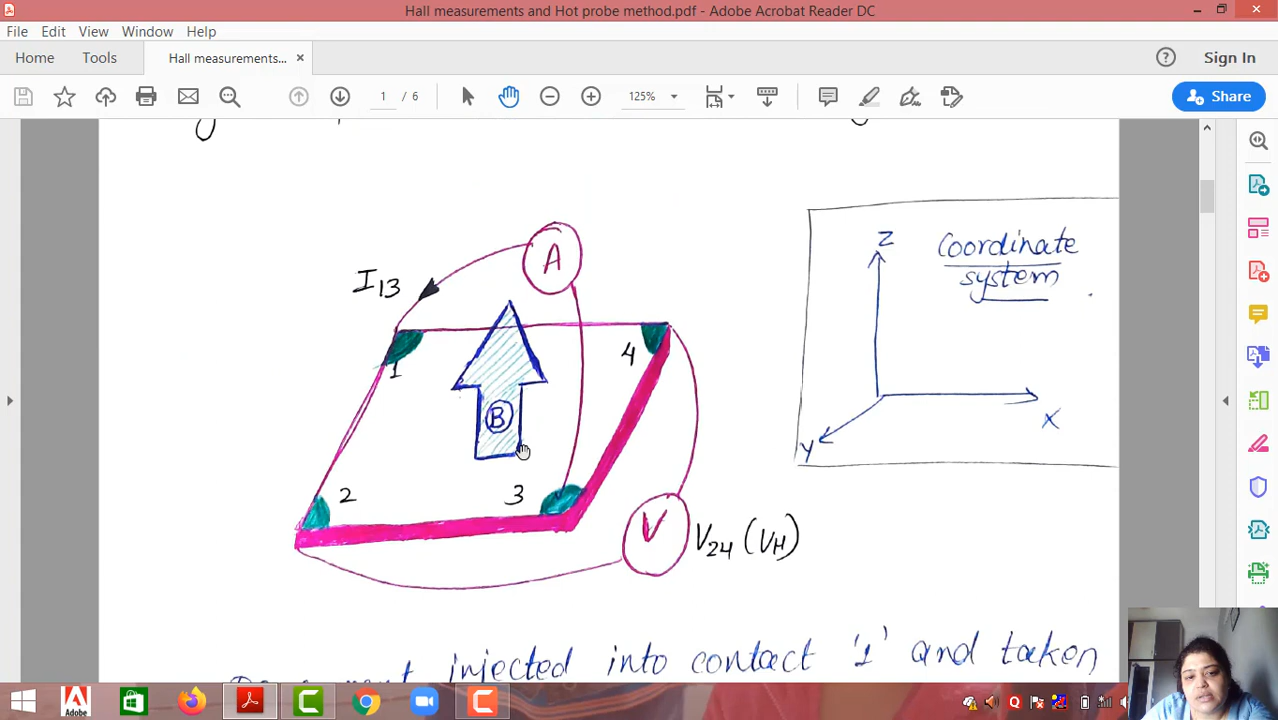 Hall measurements and Hot probe method.pdf - Adobe Acrobat Reader DC
File Edit View Window Help
Home Tools Hall measurements... × Sign In
1 / 6 125% Share
A
I13
1
4
B
2
3
V
V24 (VH)
Z
Coordinate
system
X
Y
injected into contact '1' and taken
Adobe